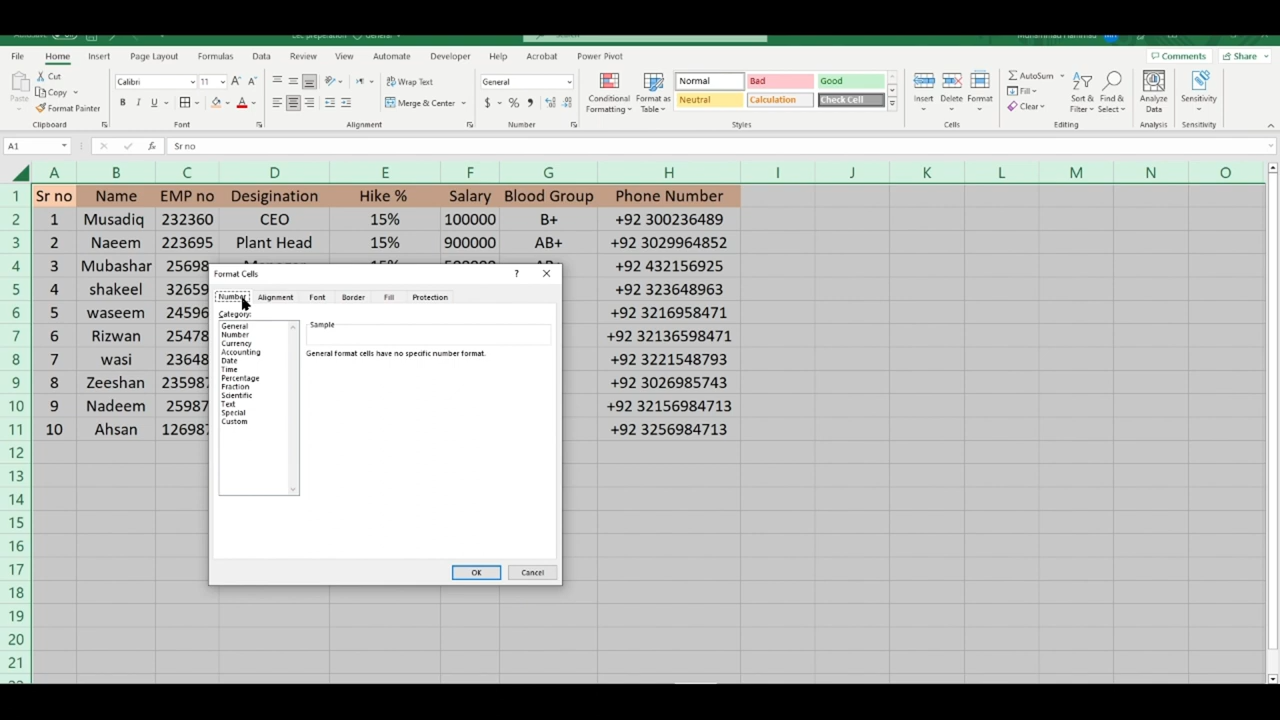 File Home Insert Page Layout Formulas Data Review View Automate Developer Help Acrobat Power Pivot Comments Share
Paste Cut Copy Format Painter
Clipboard
Calibri 11
B I U
Font
Wrap Text
Merge & Center
Alignment
General
$ % ,
Number
Conditional Formatting
Format as Table
Normal Bad Good
Neutral Calculation Check Cell
Styles
Insert Delete Format
Cells
AutoSum
Fill
Clear
Sort & Filter
Find & Select
Editing
Analyze Data
Analysis
Sensitivity
Sensitivity
A1 fx Sr no
A B C D E F G H I J K L M N O
1 Sr no Name EMP no Desigination Hike % Salary Blood Group Phone Number
2 1 Musadiq 232360 CEO 15% 100000 B+ +92 300236489
3 2 Naeem 223695 Plant Head 15% 900000 AB+ +92 3029964852
4 3 Mubashar 25698 +92 432156925
5 4 shakeel 32659 +92 323648963
6 5 waseem 24596 +92 3216958471
7 6 Rizwan 25478 +92 32136598471
8 7 wasi 23648 +92 3221548793
9 8 Zeeshan 23598 +92 3026985743
10 9 Nadeem 25987 +92 32156984713
11 10 Ahsan 12698 +92 3256984713
12
13
14
15
16
17
18
19
20
21
Format Cells ?
Number Alignment Font Border Fill Protection
Category:
General
Number
Currency
Accounting
Date
Time
Percentage
Fraction
Scientific
Text
Special
Custom
Sample
General format cells have no specific number format.
OK Cancel